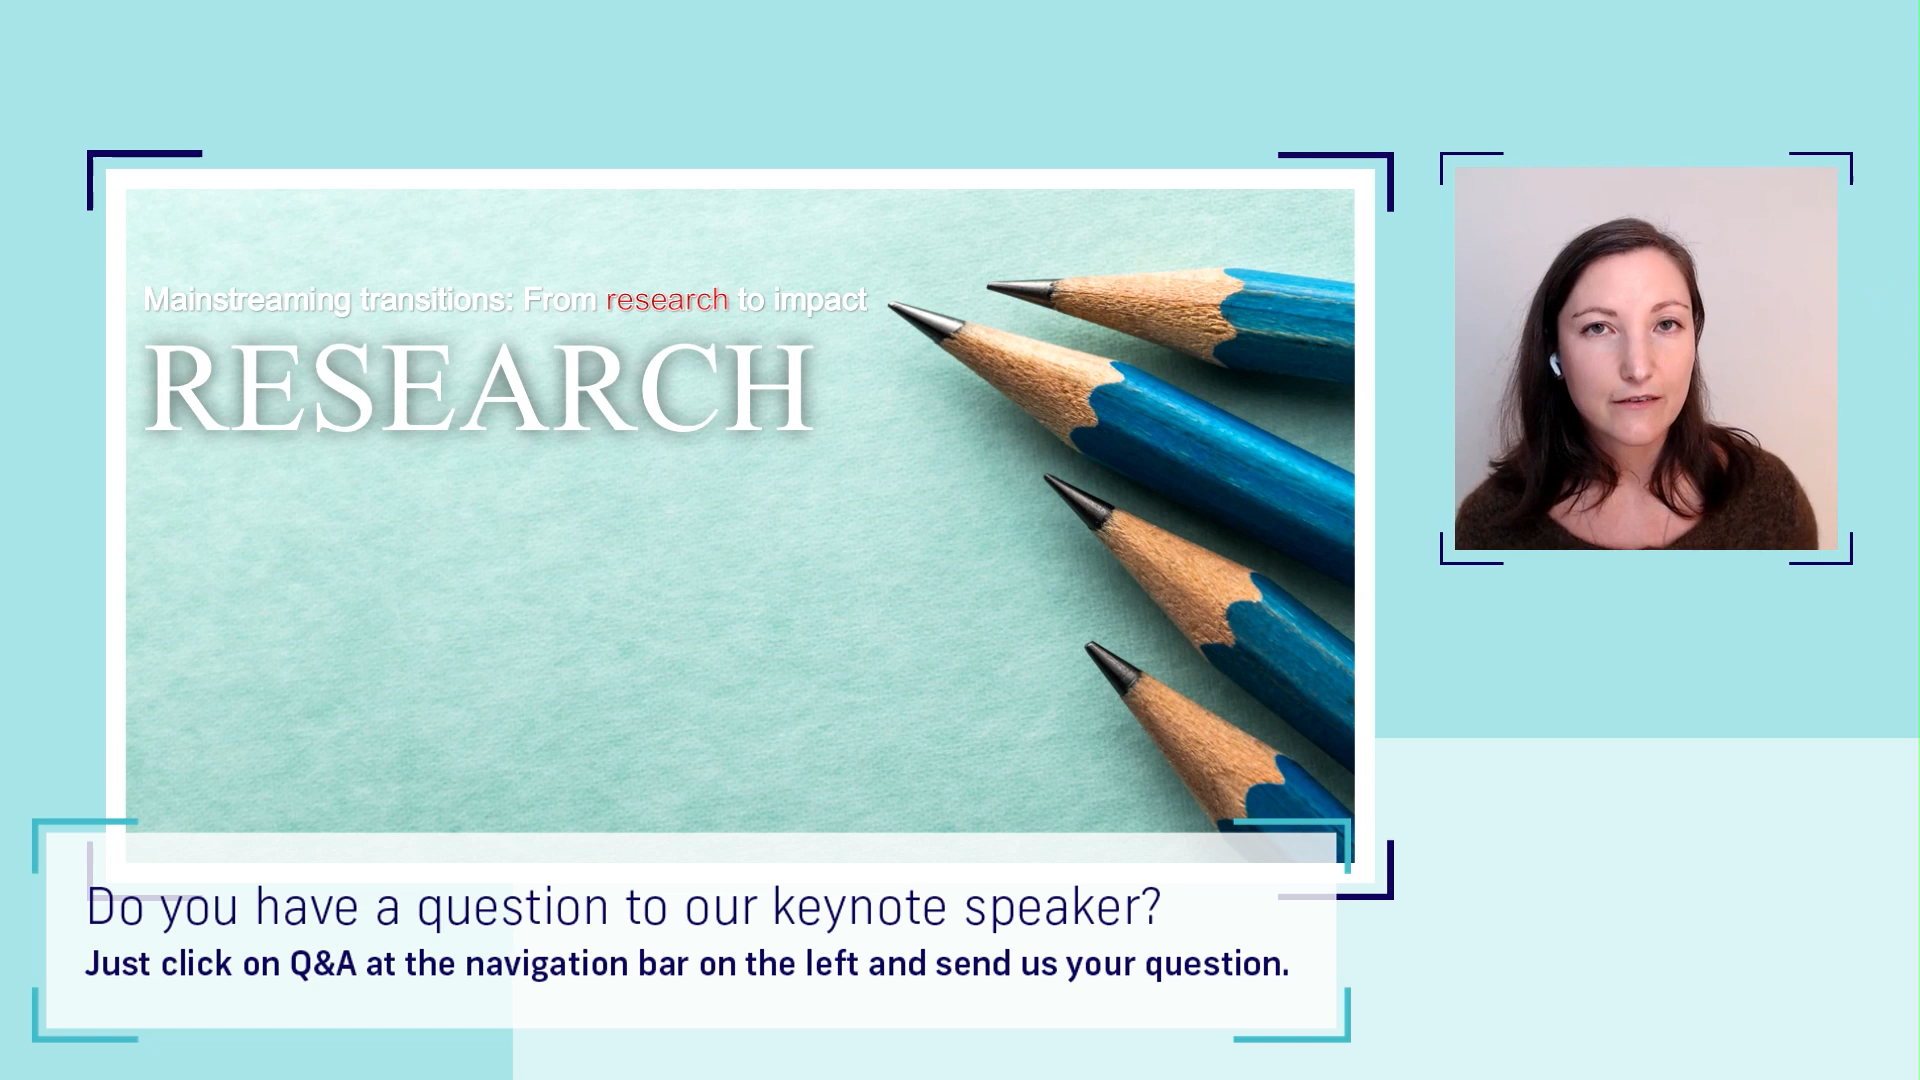 Mainstreaming transitions: From research to impact
RESEARCH
Do you have a question to our keynote speaker?
Just click on Q&A at the navigation bar on the left and send us your question.